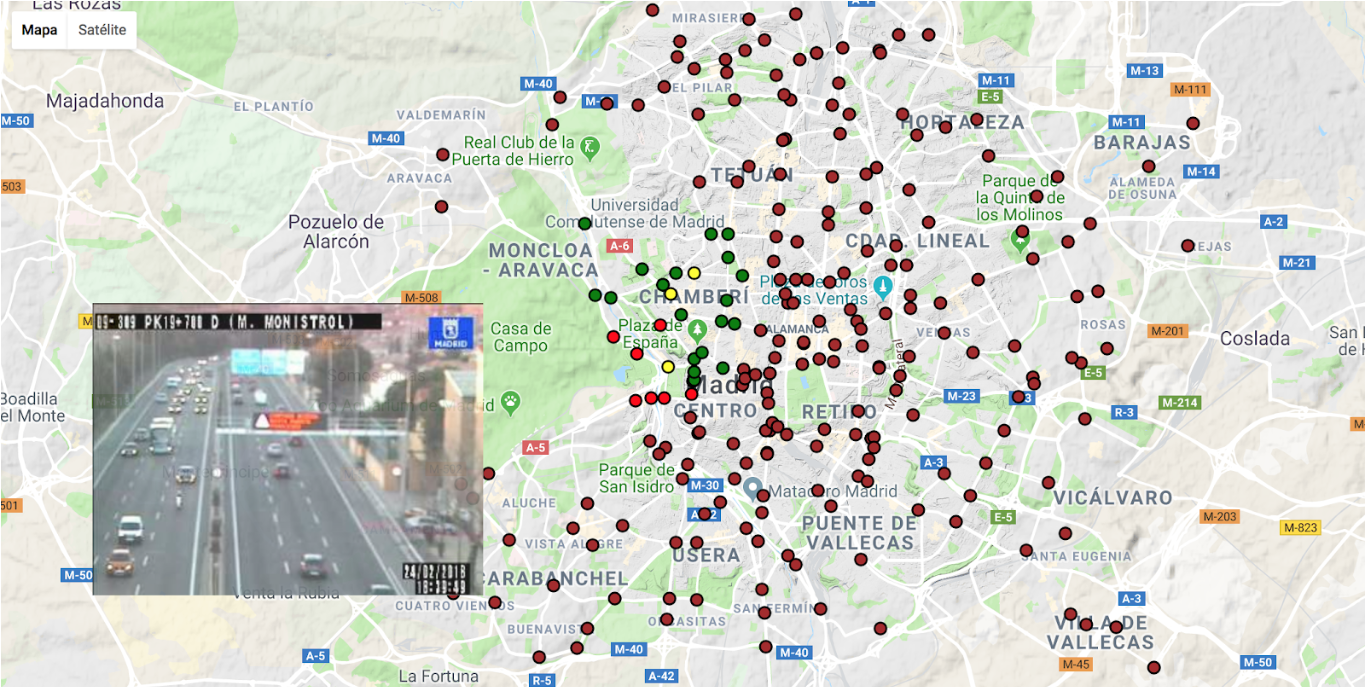 Las Rozas
Mapa
Satélite
MIRASIERR
A-1
M-40
M-11
M-13
E-5
M-111
Majadahonda
EL PLANTÍO
EL PILAR
VALDEMARÍN
M-50
M-40
HORTALEZA
M-11
BARAJAS
Real Club de la
Puerta de Hierro
503
ARAVACA
TETUÁN
M-14
Parque de
la Quinta de
los Molinos
ALAMEDA
DE OSUNA
Universidad
Complutense de Madrid
Pozuelo de
Alarcón
A-2
A-6
MONCLOA
- ARAVACA
CDAD. LINEAL
EJAS
M-21
M-508
CHAMBERÍ
Plaza de Toros
de las Ventas
Casa de
Campo
Plaza de
España
ALAMANCA
VENTAS
ROSAS
M-201
Coslada
San
de H
09-309 PK19+700 D (M. MONISTROL)
MADRID
E-5
Madrid
Boadilla
del Monte
CENTRO
RETIRO
M-23
R-3
M-214
A-5
A-3
Parque de
San Isidro
M-30
Matadero Madrid
VICÁLVARO
501
ALUCHE
A-42
E-5
M-203
M-823
VISTA ALEGRE
PUENTE DE
VALLECAS
USERA
SANTA EUGENIA
24/02/2018
M-50
CARABANCHEL
Venta la Rubia
CUATRO VIENTOS
A-3
ORCASITAS
SAN FERMÍN
BUENAVISTA
VILLA DE
VALLECAS
A-5
M-40
M-40
M-45
M-50
La Fortuna
R-5
A-42